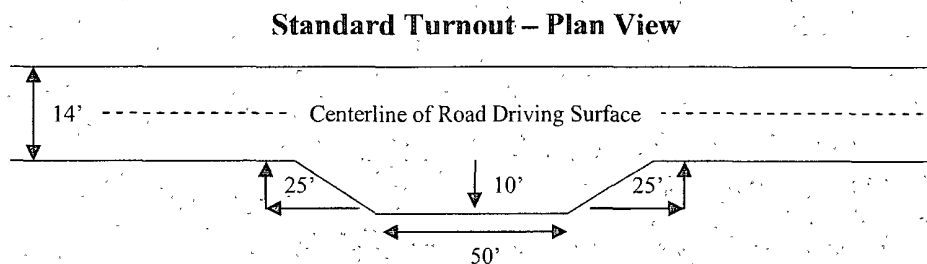 Standard Turnout – Plan View
14’
Centerline of Road Driving Surface
25’
10’
25’
50’